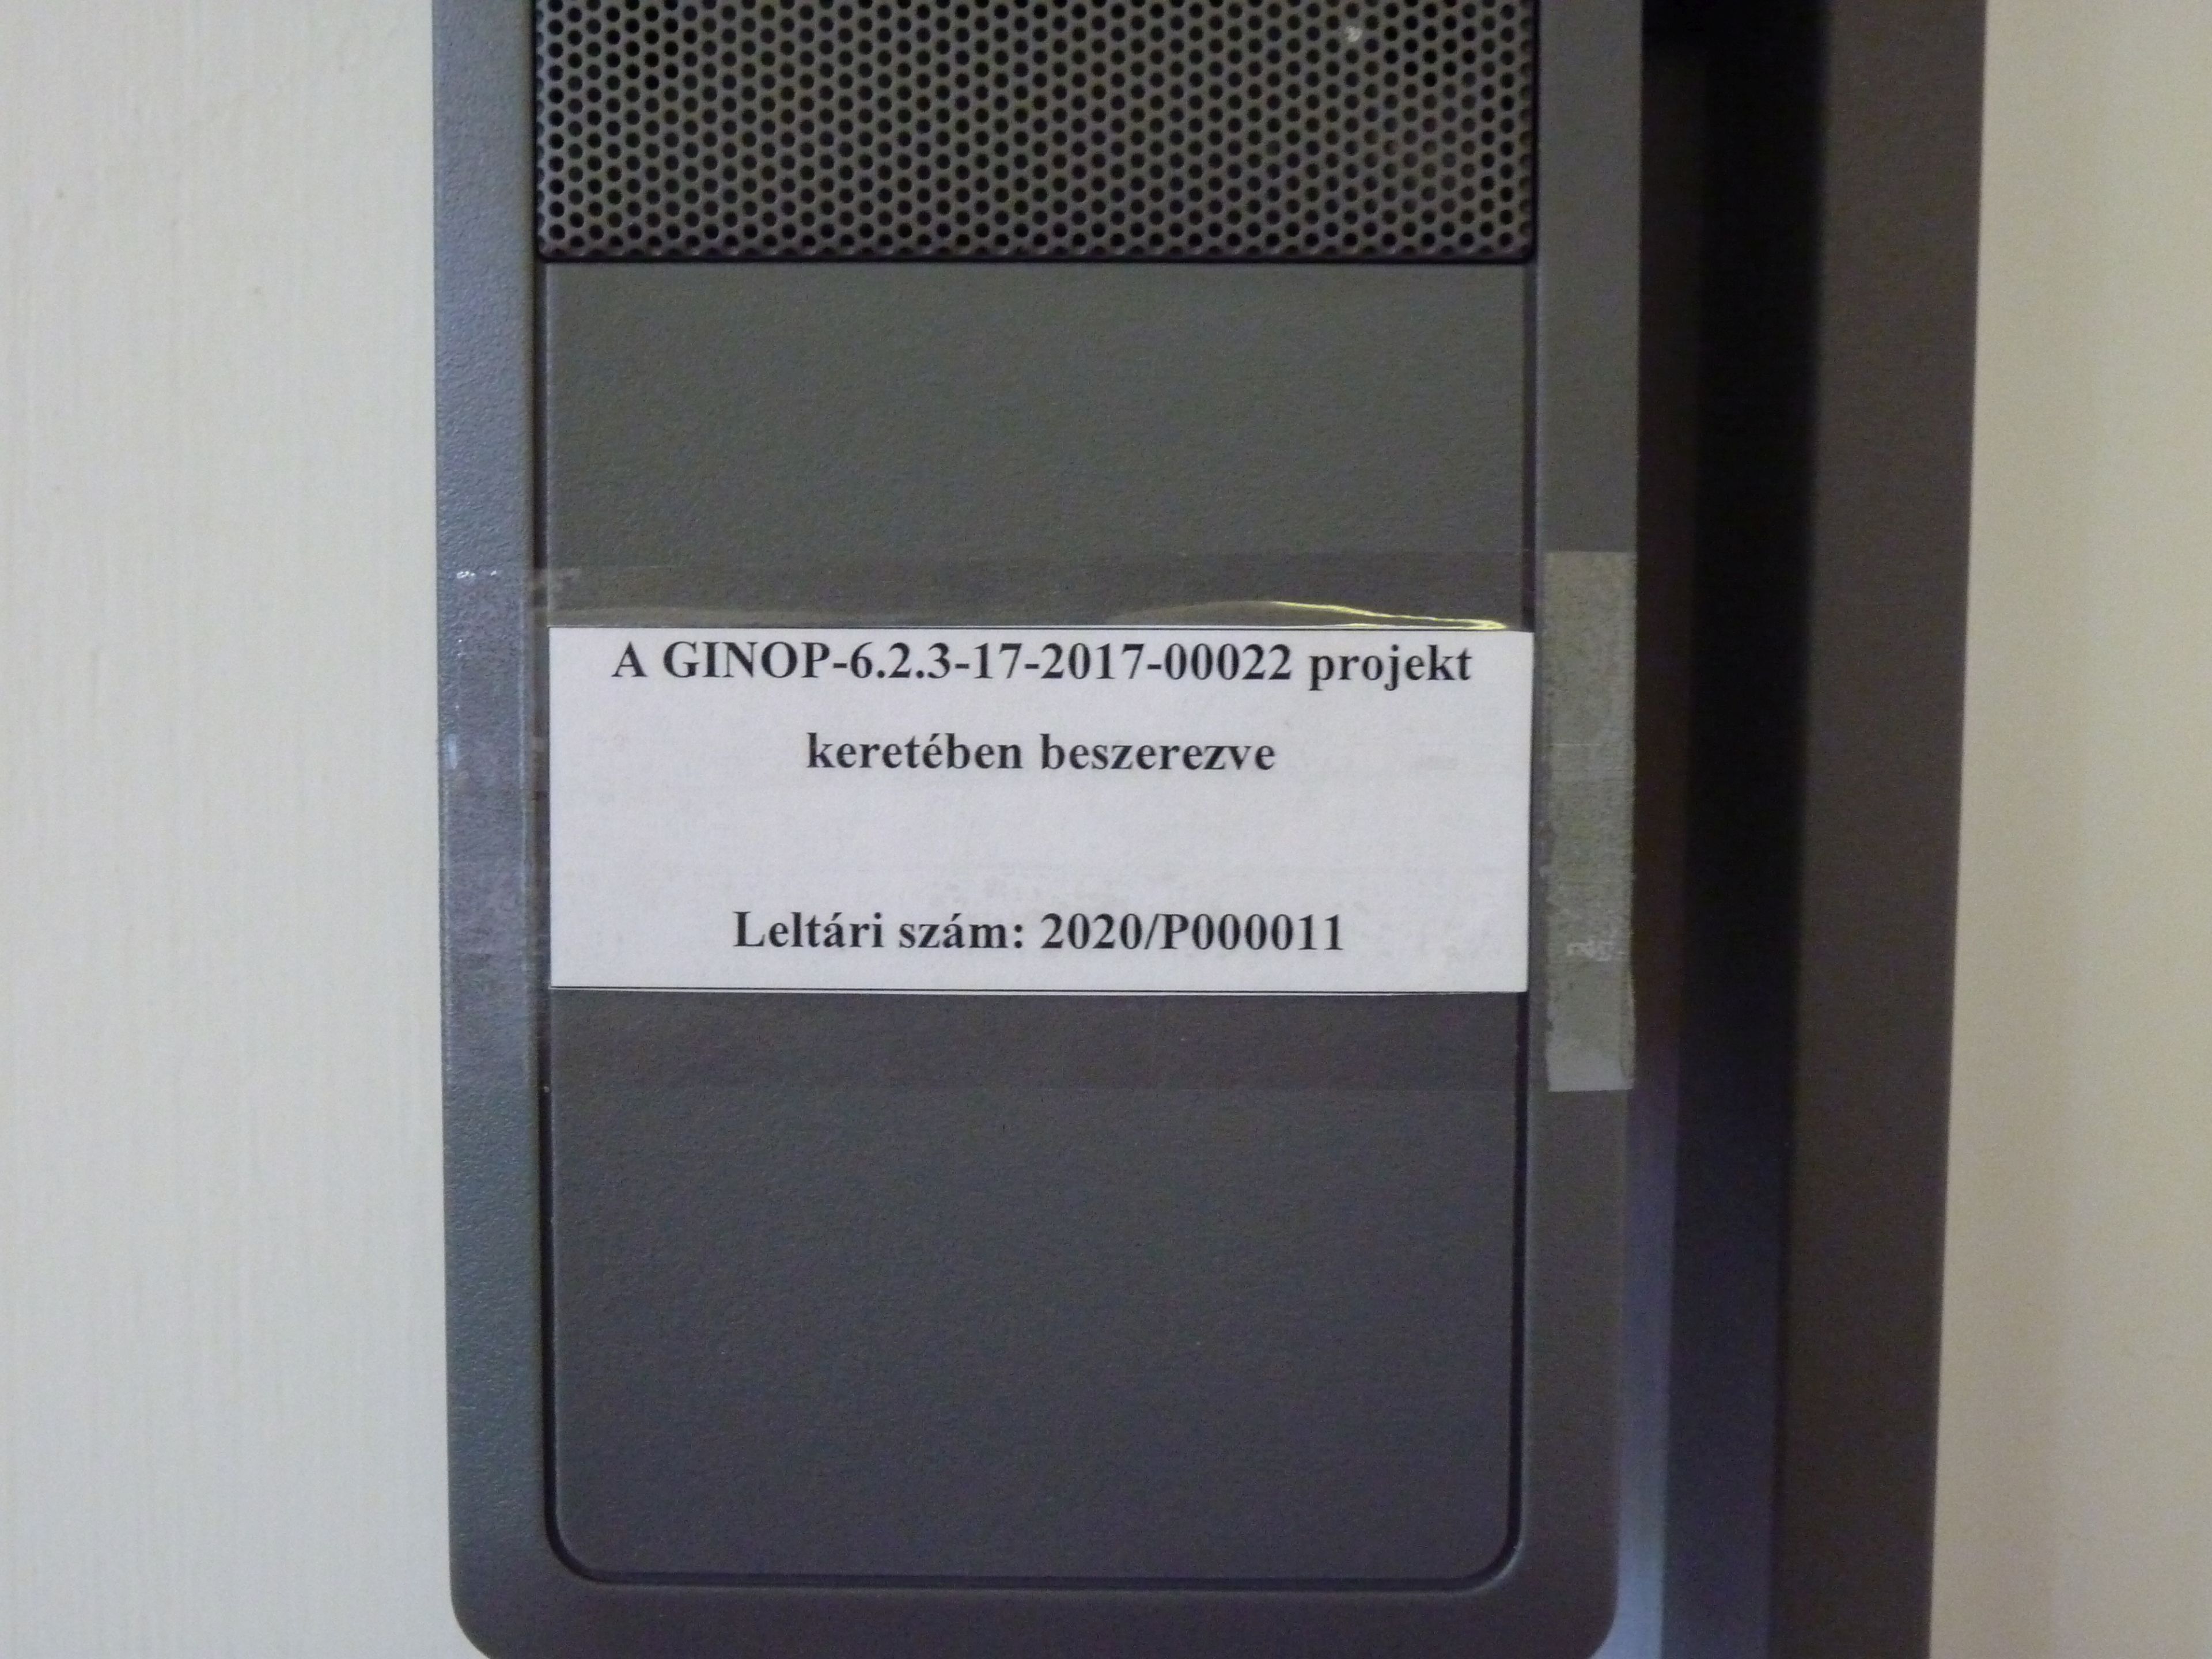 A GINOP-6.2.3-17-2017-00022 projekt
keretében beszerezve
Leltári szám: 2020/P000011